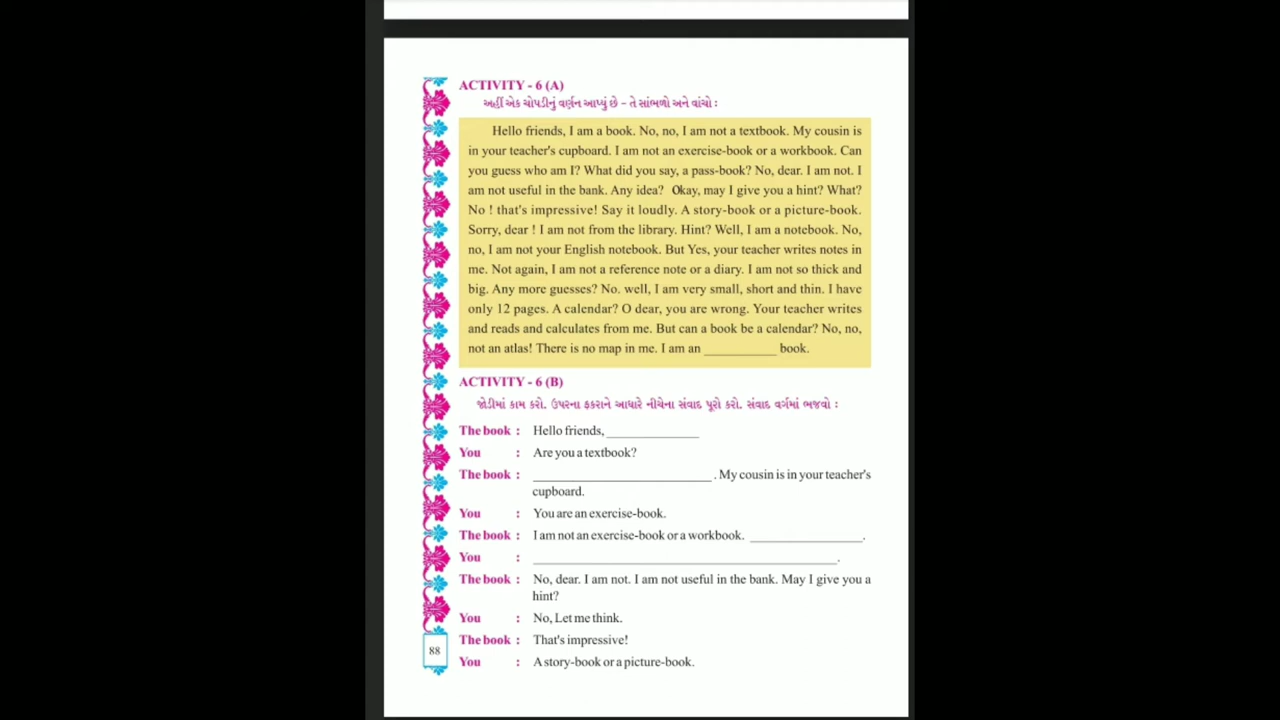 ACTIVITY - 6 (A)
અહીં એક ચોપડીનું વર્ણન આપ્યું છે – તે સાંભળો અને વાંચો :
Hello friends, I am a book. No, no, I am not a textbook. My cousin is
in your teacher's cupboard. I am not an exercise-book or a workbook. Can
you guess who am I? What did you say, a pass-book? No, dear. I am not. I
am not useful in the bank. Any idea? Okay, may I give you a hint? What?
No ! that's impressive! Say it loudly. A story-book or a picture-book.
Sorry, dear ! I am not from the library. Hint? Well, I am a notebook. No,
no, I am not your English notebook. But Yes, your teacher writes notes in
me. Not again, I am not a reference note or a diary. I am not so thick and
big. Any more guesses? No. well, I am very small, short and thin. I have
only 12 pages. A calendar? O dear, you are wrong. Your teacher writes
and reads and calculates from me. But can a book be a calendar? No, no,
not an atlas! There is no map in me. I am an ____________ book.
ACTIVITY - 6 (B)
જોડીમાં કામ કરો. ઉપરના ફકરાને આધારે નીચેના સંવાદ પૂરો કરો. સંવાદ વર્ગમાં ભજવો :
The book : Hello friends, _______________
You : Are you a textbook?
The book : ______________________________ . My cousin is in your teacher's
cupboard.
You : You are an exercise-book.
The book : I am not an exercise-book or a workbook. ___________________.
You : ___________________________________________________.
The book : No, dear. I am not. I am not useful in the bank. May I give you a
hint?
You : No, Let me think.
The book : That's impressive!
You : A story-book or a picture-book.
88